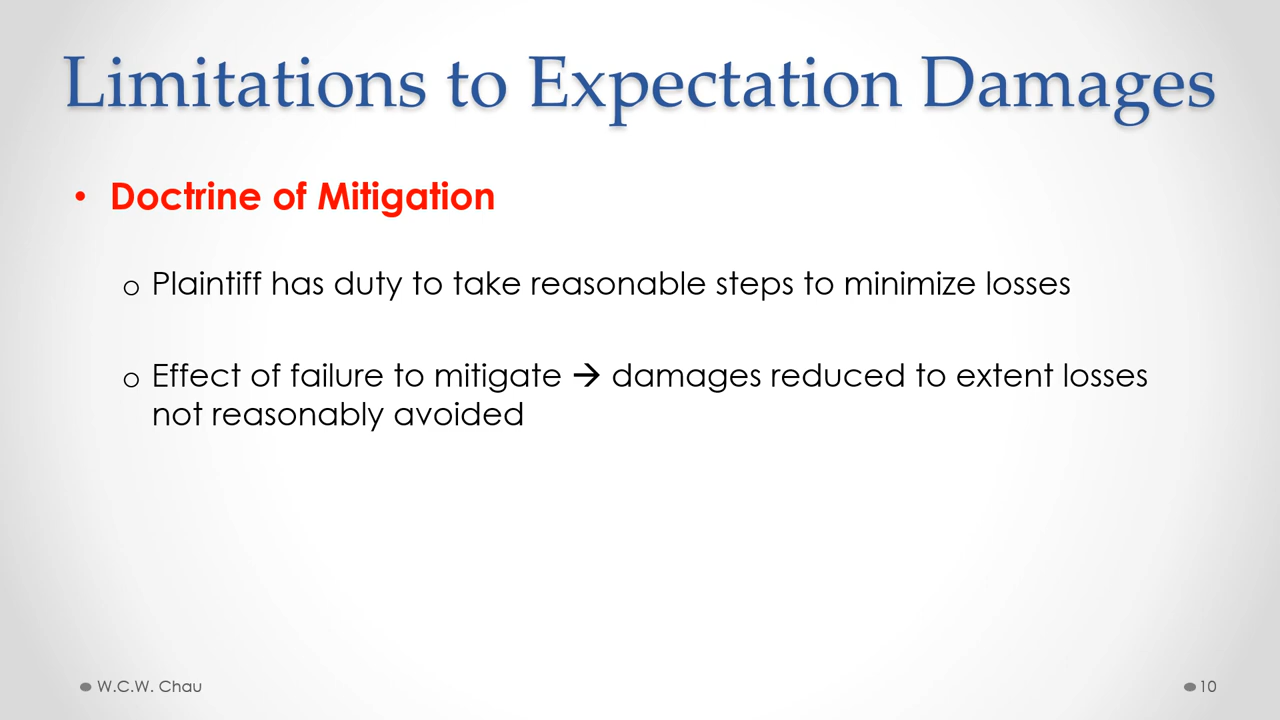 Limitations to Expectation Damages
• Doctrine of Mitigation
o Plaintiff has duty to take reasonable steps to minimize losses
o Effect of failure to mitigate → damages reduced to extent losses
not reasonably avoided
W.C.W. Chau
10